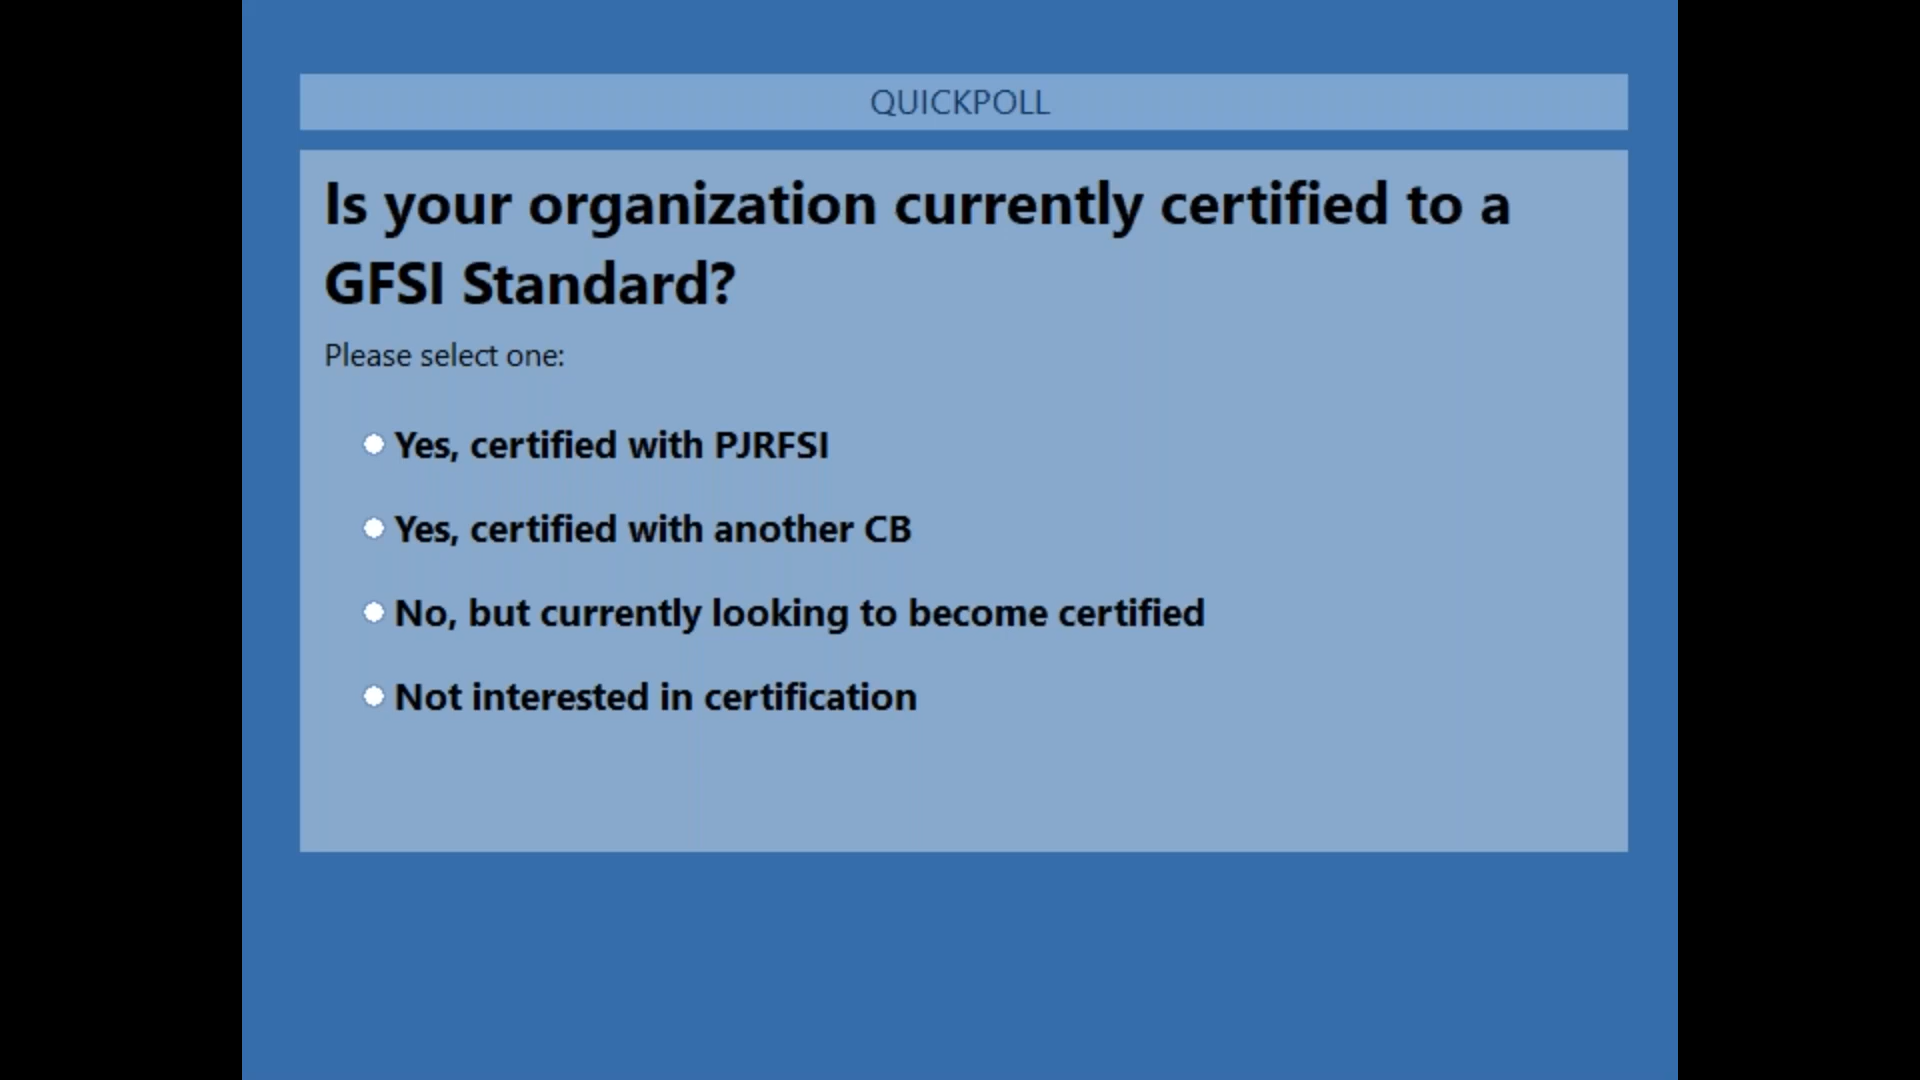 QUICKPOLL
Is your organization currently certified to a
GFSI Standard?
Please select one:
Yes, certified with PJRFSI
Yes, certified with another CB
No, but currently looking to become certified
Not interested in certification